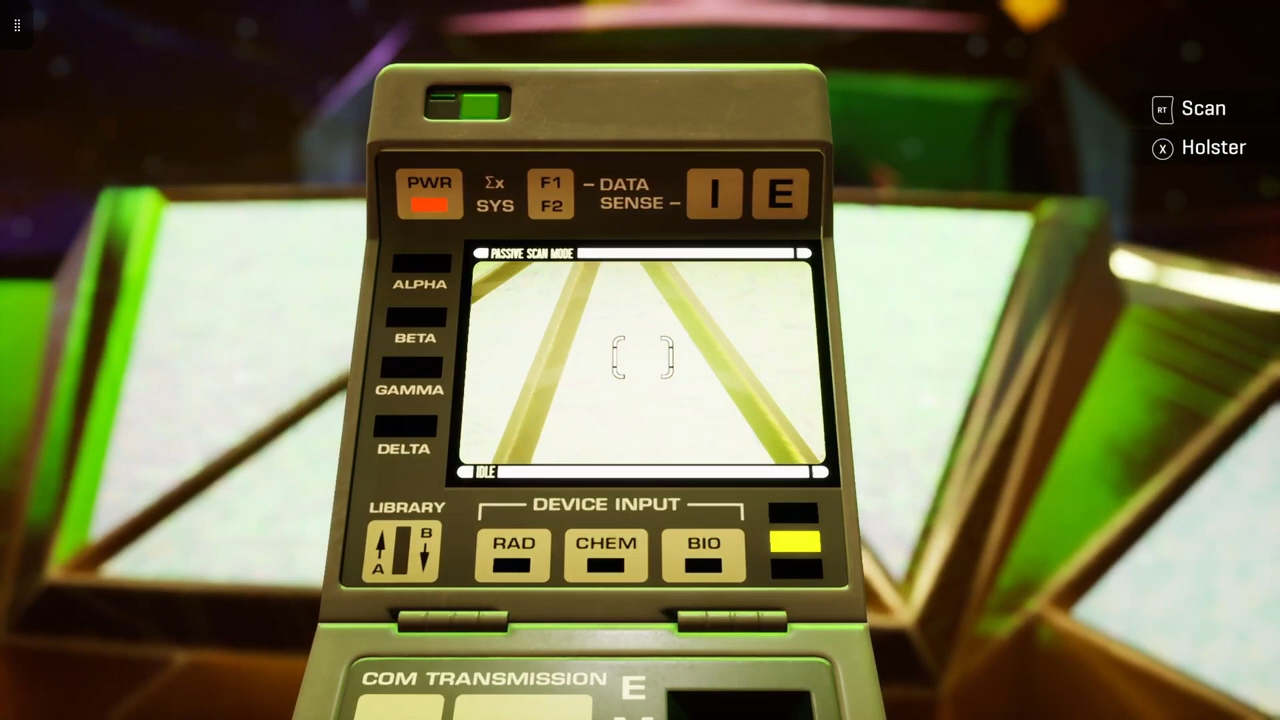 RT Scan
X Holster
PWR
Σx
SYS
F1
F2
– DATA
SENSE –
I
E
PASSIVE SCAN MODE
ALPHA
BETA
GAMMA
DELTA
IDLE
LIBRARY
A
B
DEVICE INPUT
RAD
CHEM
BIO
COM TRANSMISSION
E